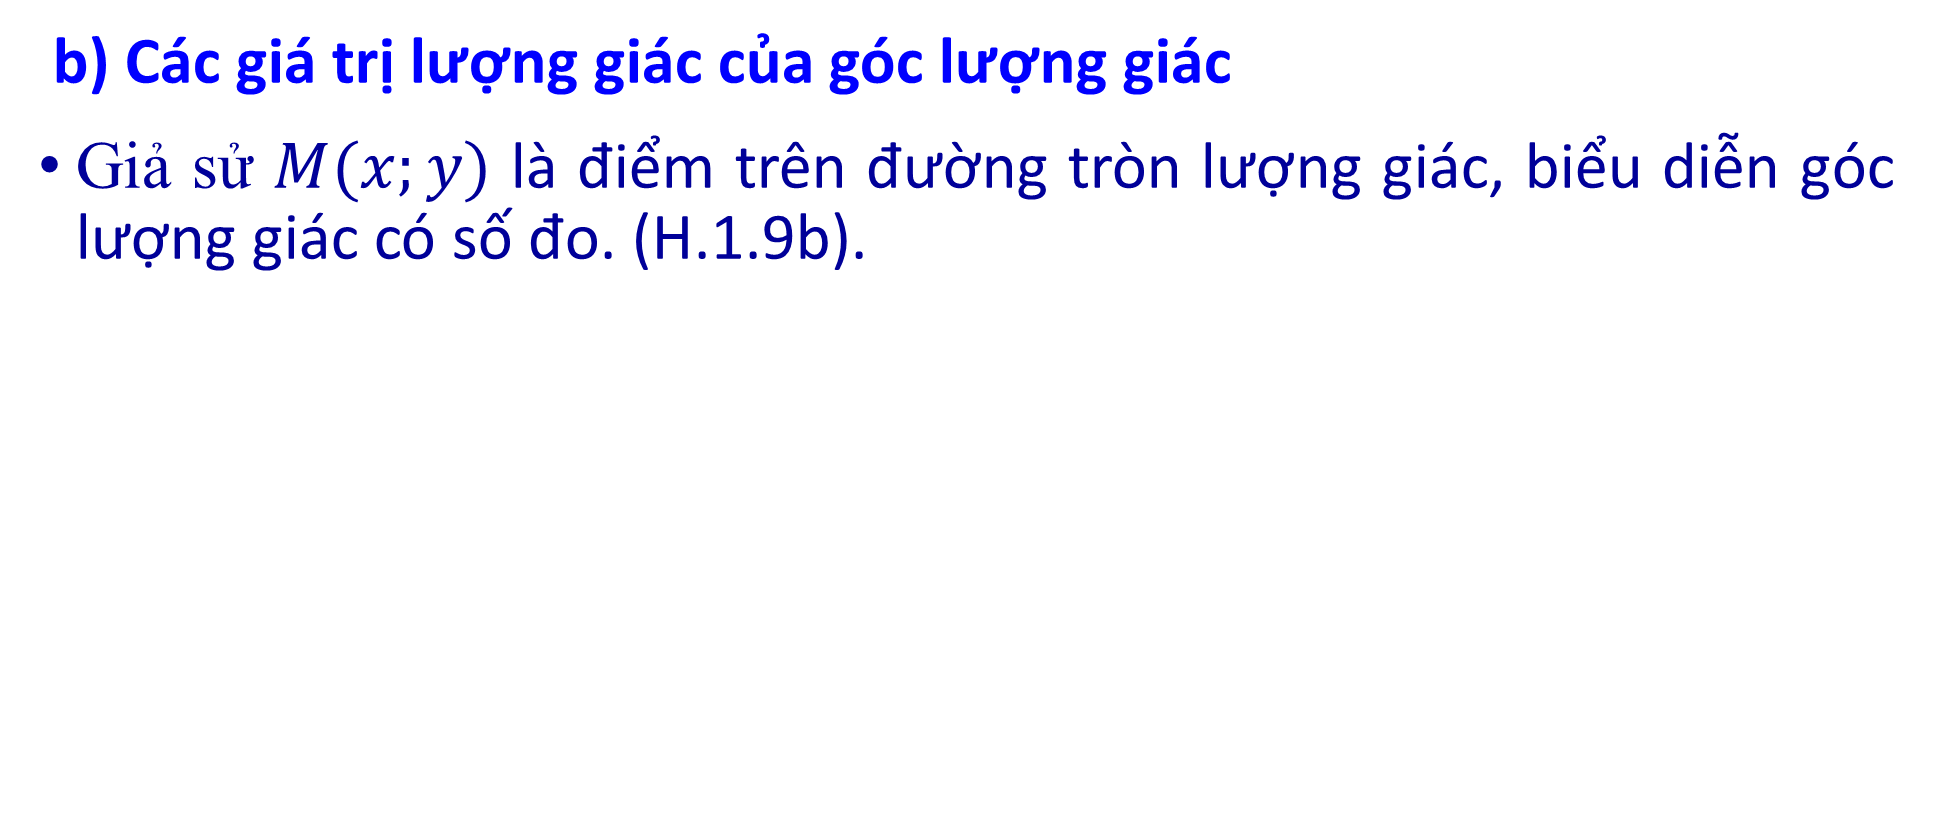 b) Các giá trị lượng giác của góc lượng giác
• Giả sử M(x; y) là điểm trên đường tròn lượng giác, biểu diễn góc
lượng giác có số đo. (H.1.9b).